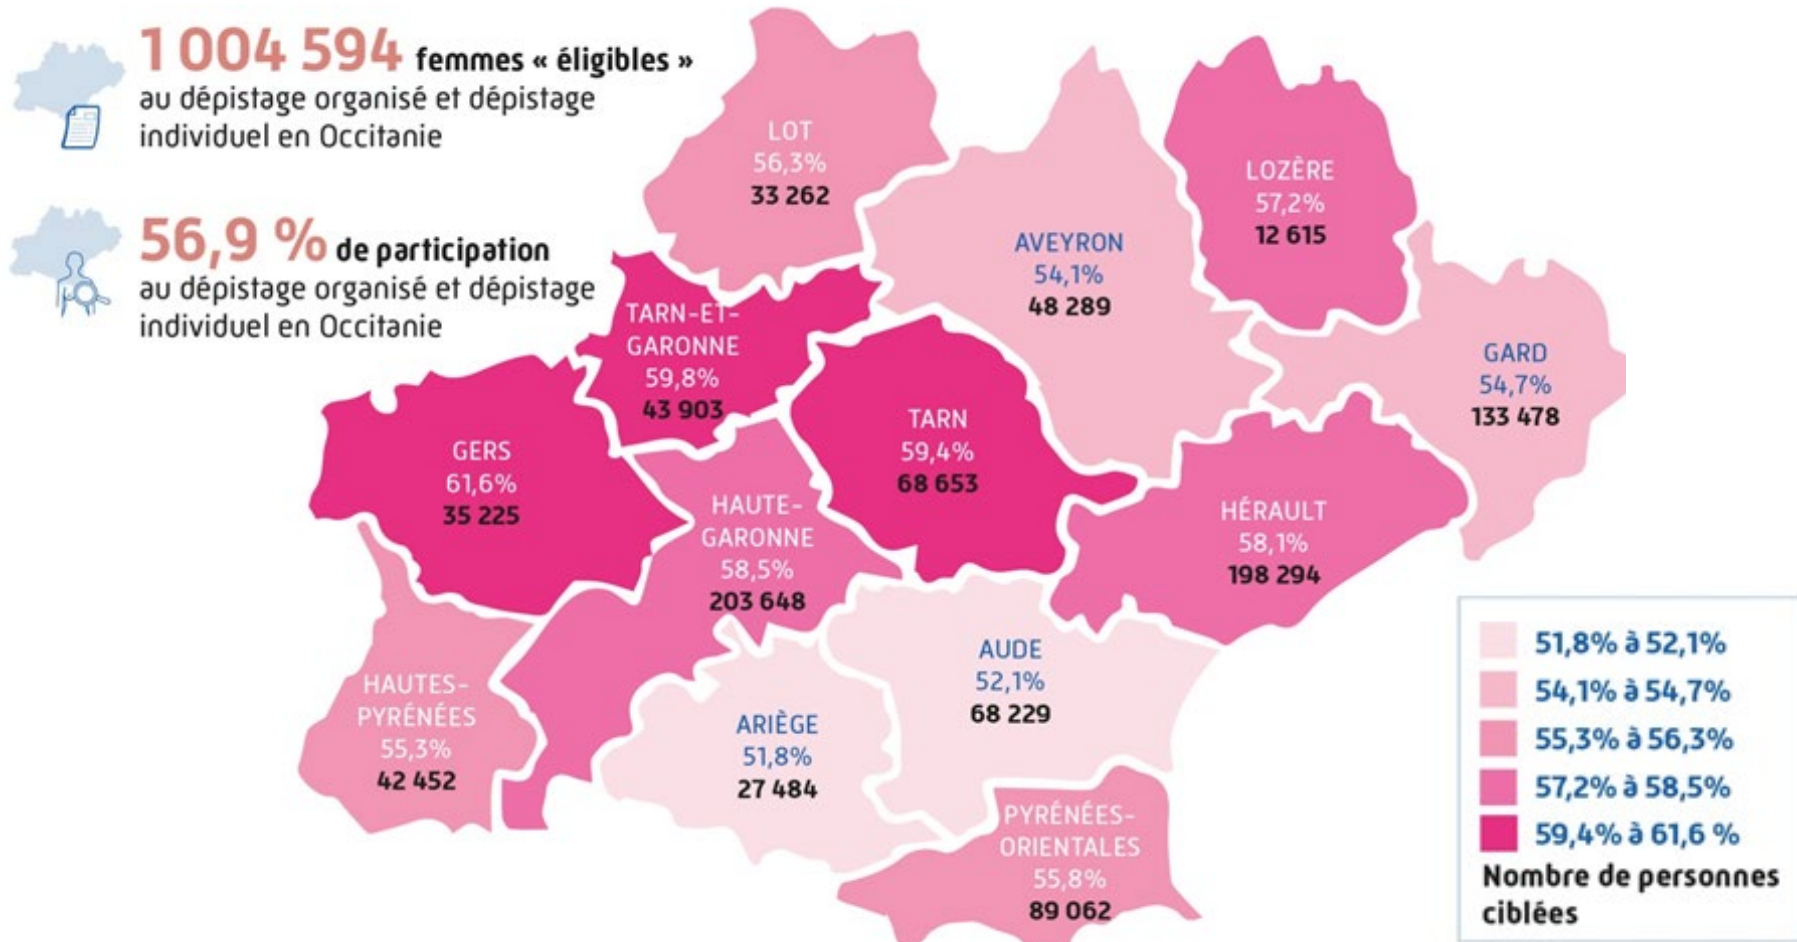 1 004 594 femmes « éligibles »
au dépistage organisé et dépistage
individuel en Occitanie
56,9 % de participation
au dépistage organisé et dépistage
individuel en Occitanie
LOT
56,3%
33 262
LOZÈRE
57,2%
12 615
AVEYRON
54,1%
48 289
TARN-ET-
GARONNE
59,8%
43 903
GARD
54,7%
133 478
TARN
59,4%
68 653
GERS
61,6%
35 225
HAUTE-
GARONNE
58,5%
203 648
HÉRAULT
58,1%
198 294
AUDE
52,1%
68 229
HAUTES-
PYRÉNÉES
55,3%
42 452
ARIÈGE
51,8%
27 484
PYRÉNÉES-
ORIENTALES
55,8%
89 062
51,8% à 52,1%
54,1% à 54,7%
55,3% à 56,3%
57,2% à 58,5%
59,4% à 61,6 %
Nombre de personnes
ciblées